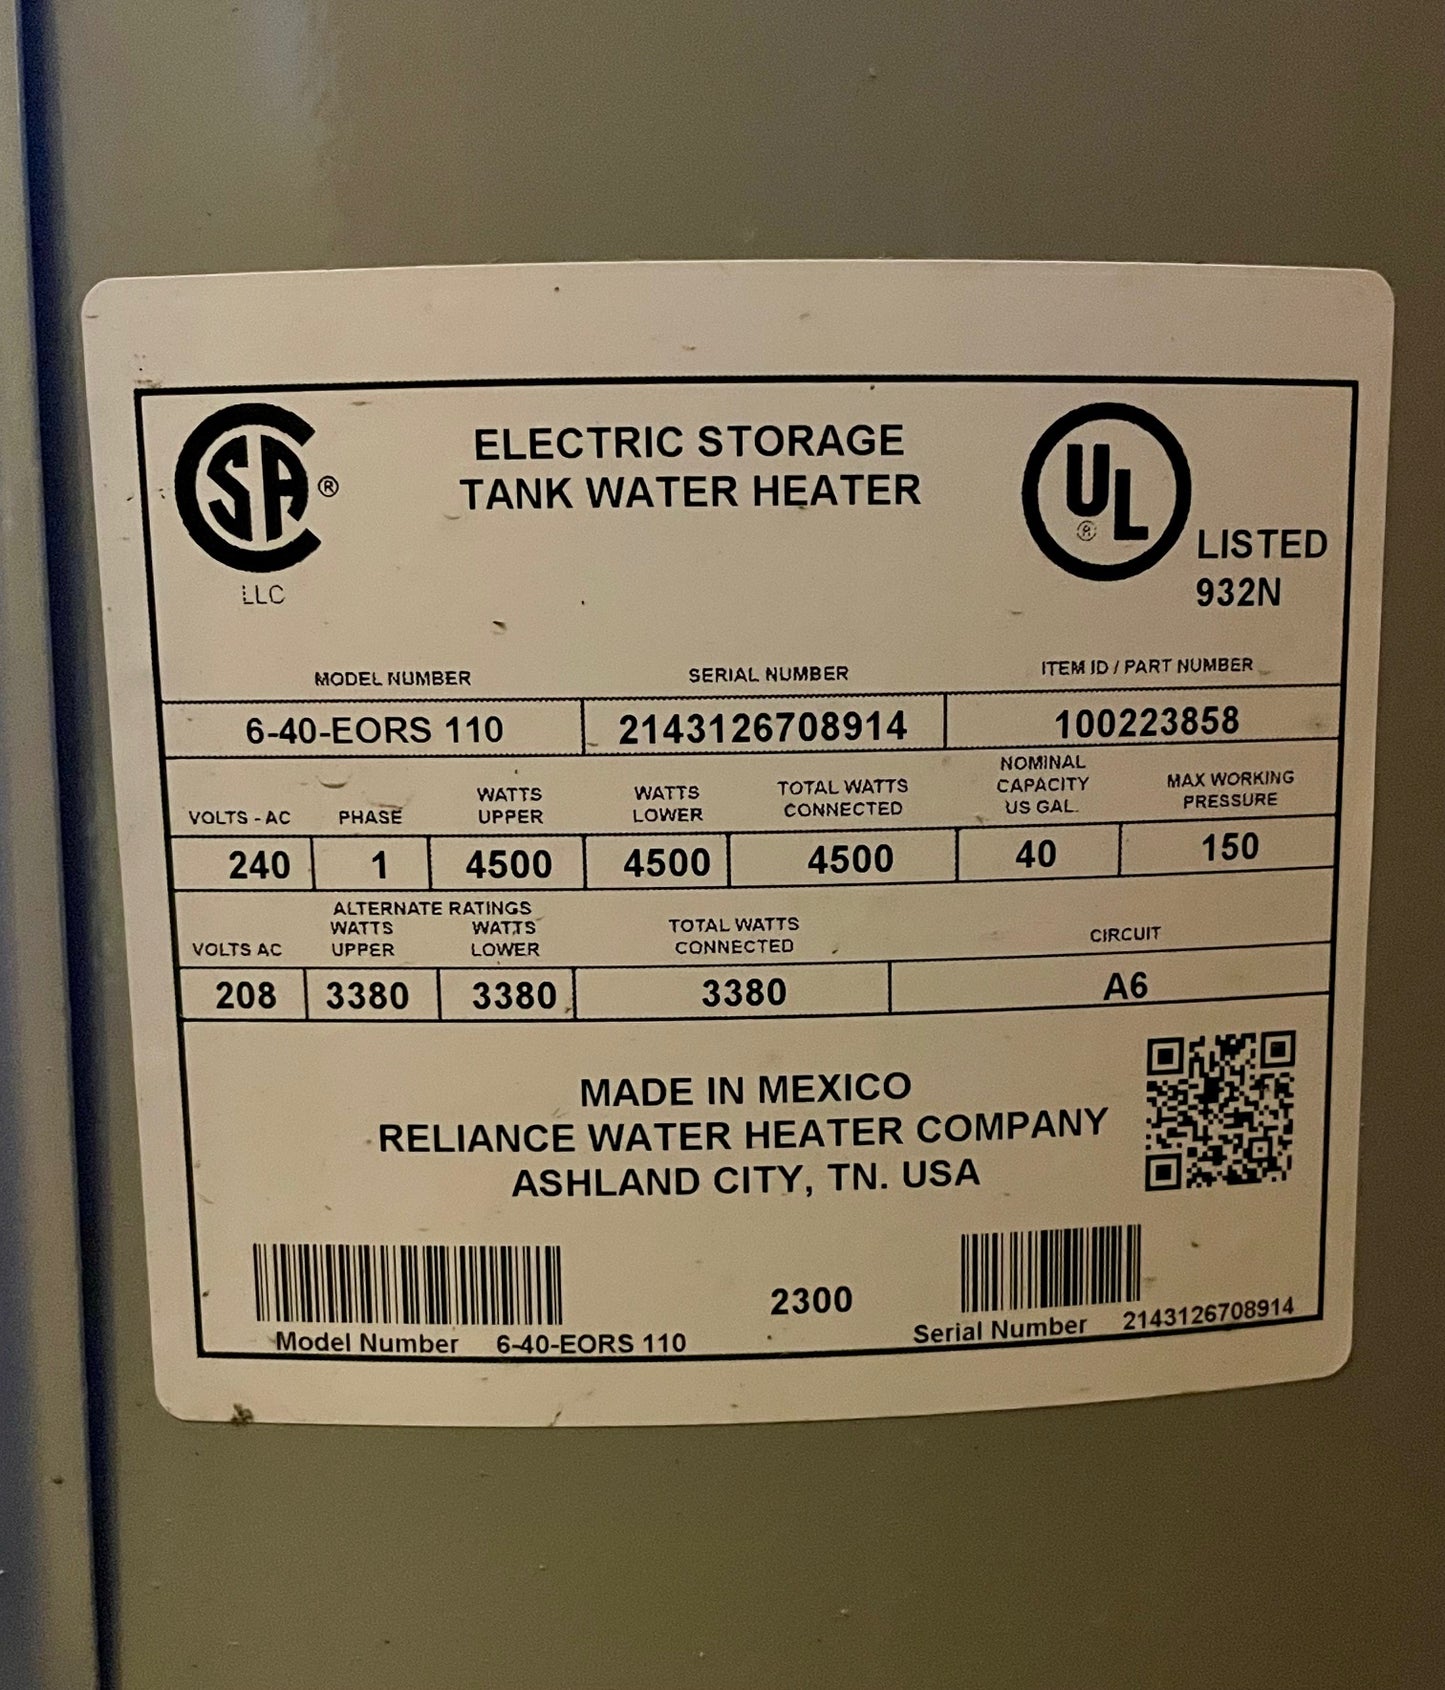 CSA ®
LLC
ELECTRIC STORAGE
TANK WATER HEATER
UL ®
LISTED
932N
MODEL NUMBER SERIAL NUMBER ITEM ID / PART NUMBER
6-40-EORS 110 2143126708914 100223858
VOLTS - AC PHASE WATTS UPPER WATTS LOWER TOTAL WATTS CONNECTED NOMINAL CAPACITY US GAL. MAX WORKING PRESSURE
240 1 4500 4500 4500 40 150
ALTERNATE RATINGS
VOLTS AC WATTS UPPER WATTS LOWER TOTAL WATTS CONNECTED CIRCUIT
208 3380 3380 3380 A6
MADE IN MEXICO
RELIANCE WATER HEATER COMPANY
ASHLAND CITY, TN. USA
2300
Model Number 6-40-EORS 110 Serial Number 2143126708914